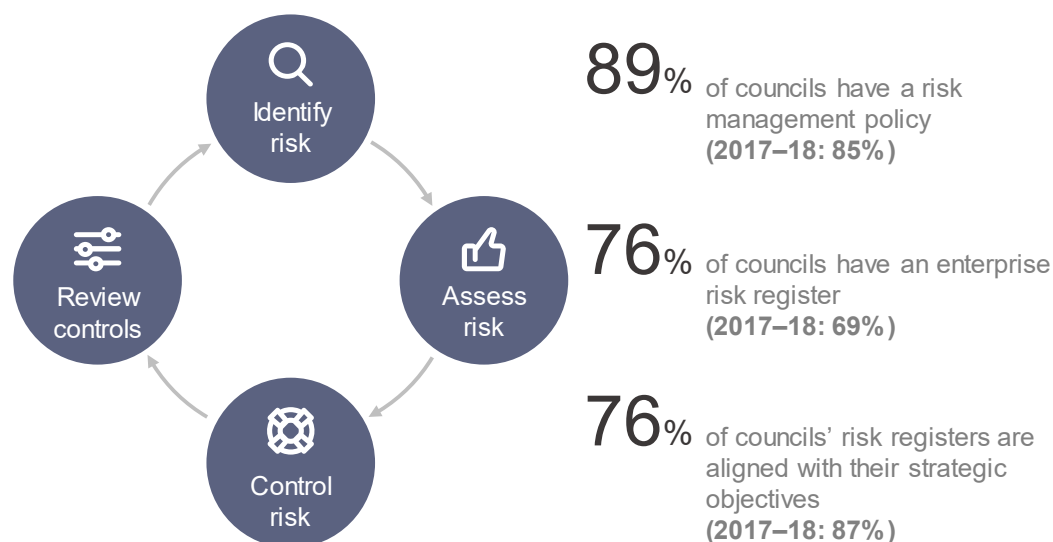 Identify
risk
Assess
risk
Control
risk
Review
controls
89% of councils have a risk
management policy
(2017–18: 85%)
76% of councils have an enterprise
risk register
(2017–18: 69%)
76% of councils’ risk registers are
aligned with their strategic
objectives
(2017–18: 87%)